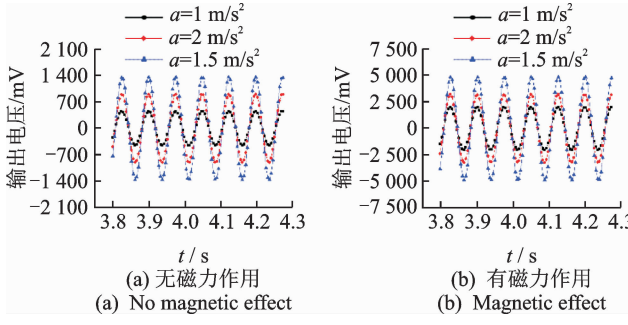 a=1 m/s²
a=2 m/s²
a=1.5 m/s²
2 100
1 400
700
0
−700
−1 400
−2 100
输出电压/mV
3.8 3.9 4.0 4.1 4.2 4.3
t / s
(a) 无磁力作用
(a) No magnetic effect
a=1 m/s²
a=2 m/s²
a=1.5 m/s²
7 500
5 000
2 500
0
−2 500
−5 000
−7 500
输出电压/mV
3.8 3.9 4.0 4.1 4.2 4.3
t / s
(b) 有磁力作用
(b) Magnetic effect